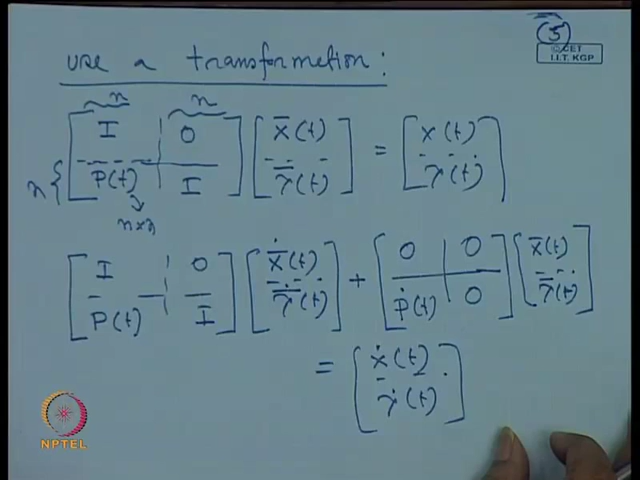 (5)
© CET
I.I.T. KGP
use a transformation:
n n
n { [ I 0 ; P(t) I ] [ x̄(t) ; λ̄(t) ] = [ x(t) ; λ(t) ]
n×n
[ I 0 ; P(t) I ] [ ẋ̄(t) ; λ̄̇(t) ] + [ 0 0 ; Ṗ(t) 0 ] [ x̄(t) ; λ̄(t) ]
= [ ẋ(t) ; λ̇(t) ]
NPTEL